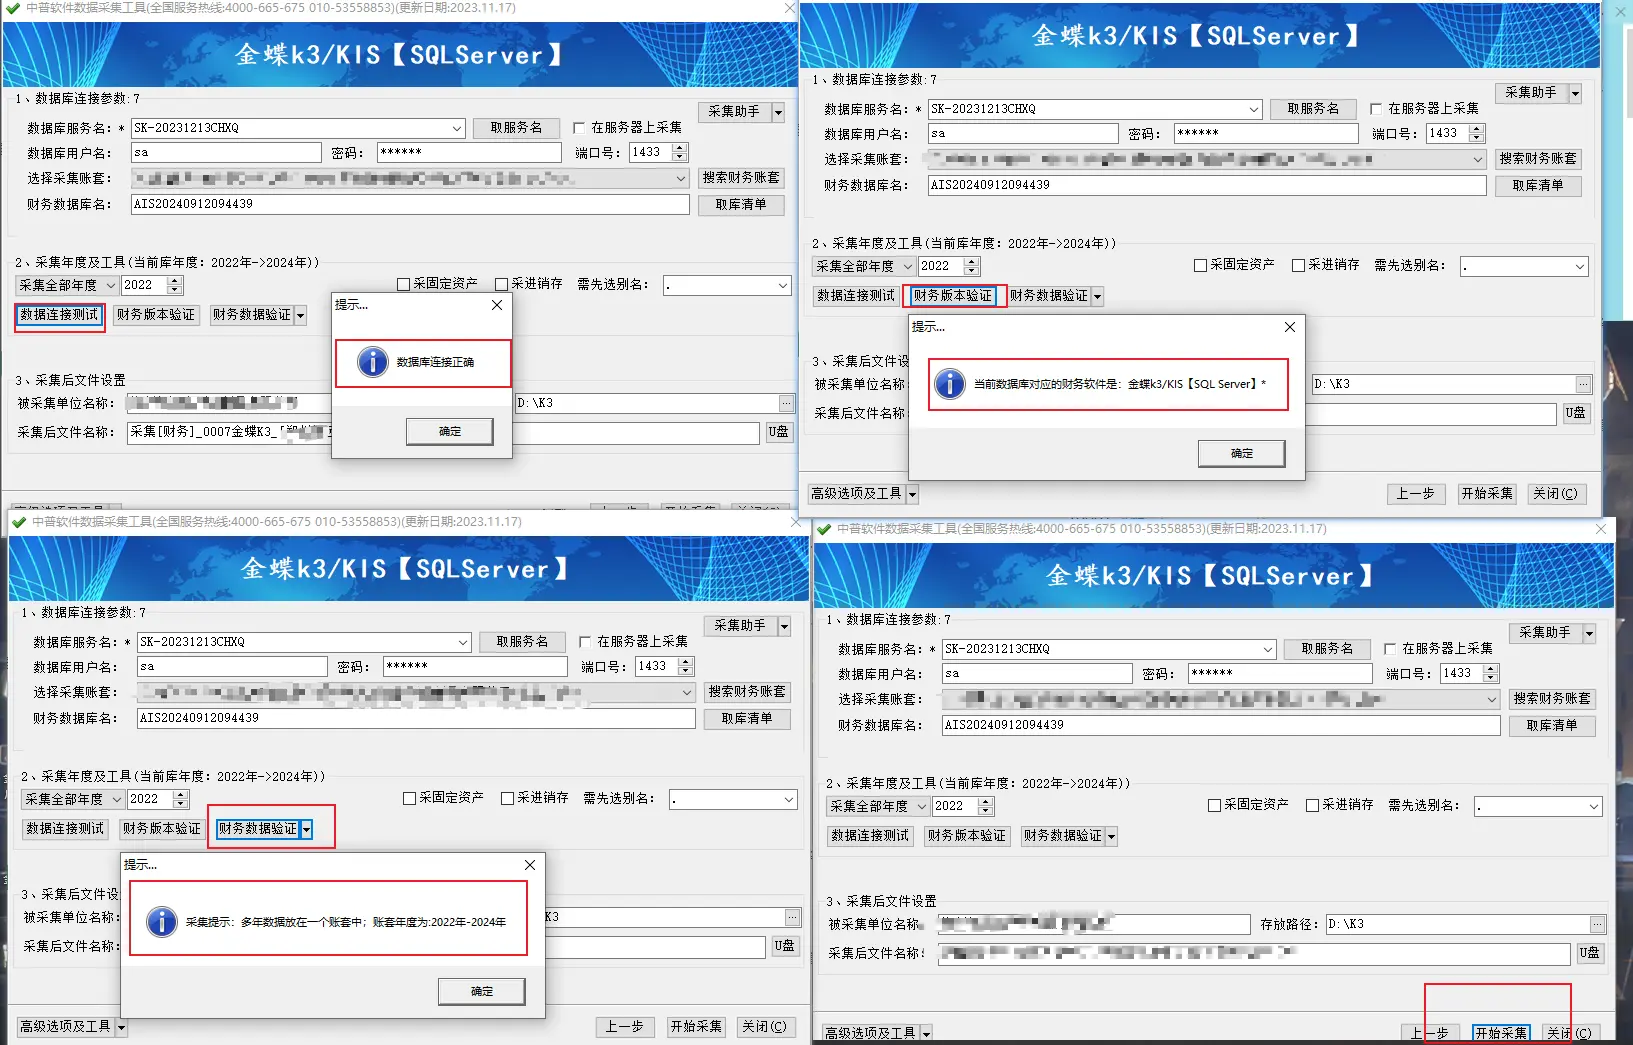 中普软件数据采集工具(全国服务热线:4000-665-675 010-53558853)(更新日期:2023.11.17)
金蝶k3/KIS【SQLServer】
1、数据库连接参数:7
采集助手
数据库服务名: * SK-20231213CHXQ 取服务名 在服务器上采集
数据库用户名: sa 密码: ****** 端口号: 1433
选择采集账套: 搜索财务账套
财务数据库名: AIS20240912094439 取库清单
2、采集年度及工具(当前库年度: 2022年->2024年))
采集全部年度 2022 采固定资产 采进销存 需先选别名: .
数据连接测试 财务版本验证 财务数据验证
提示...
数据库连接正确
确定
3、采集后文件设置
被采集单位名称: D:\K3 ...
采集后文件名称: 采集[财务]_0007金蝶K3_ U盘
金蝶k3/KIS【SQLServer】
1、数据库连接参数:7
采集助手
数据库服务名: * SK-20231213CHXQ 取服务名 在服务器上采集
数据库用户名: sa 密码: ****** 端口号: 1433
选择采集账套: 搜索财务账套
财务数据库名: AIS20240912094439 取库清单
2、采集年度及工具(当前库年度: 2022年->2024年))
采集全部年度 2022 采固定资产 采进销存 需先选别名: .
数据连接测试 财务版本验证 财务数据验证
提示...
当前数据库对应的财务软件是: 金蝶k3/KIS【SQL Server】*
确定
3、采集后文件设
被采集单位名称 D:\K3 ...
采集后文件名称 U盘
高级选项及工具 上一步 开始采集 关闭(C)
中普软件数据采集工具(全国服务热线:4000-665-675 010-53558853)(更新日期:2023.11.17)
金蝶k3/KIS【SQLServer】
1、数据库连接参数:7
采集助手
数据库服务名: * SK-20231213CHXQ 取服务名 在服务器上采集
数据库用户名: sa 密码: ****** 端口号: 1433
选择采集账套: 搜索财务账套
财务数据库名: AIS20240912094439 取库清单
2、采集年度及工具(当前库年度: 2022年->2024年))
采集全部年度 2022 采固定资产 采进销存 需先选别名: .
数据连接测试 财务版本验证 财务数据验证
提示...
采集提示: 多年数据放在一个账套中; 账套年度为:2022年-2024年
确定
3、采集后文件设
被采集单位名称: K3 ...
采集后文件名称: U盘
高级选项及工具 上一步 开始采集 关闭(C)
中普软件数据采集工具(全国服务热线:4000-665-675 010-53558853)(更新日期:2023.11.17)
金蝶k3/KIS【SQLServer】
1、数据库连接参数:7
采集助手
数据库服务名: * SK-20231213CHXQ 取服务名 在服务器上采集
数据库用户名: sa 密码: ****** 端口号: 1433
选择采集账套: 搜索财务账套
财务数据库名: AIS20240912094439 取库清单
2、采集年度及工具(当前库年度: 2022年->2024年))
采集全部年度 2022 采固定资产 采进销存 需先选别名: .
数据连接测试 财务版本验证 财务数据验证
3、采集后文件设置
被采集单位名称 存放路径: D:\K3 ...
采集后文件名称: U盘
高级选项及工具 上一步 开始采集 关闭(C)